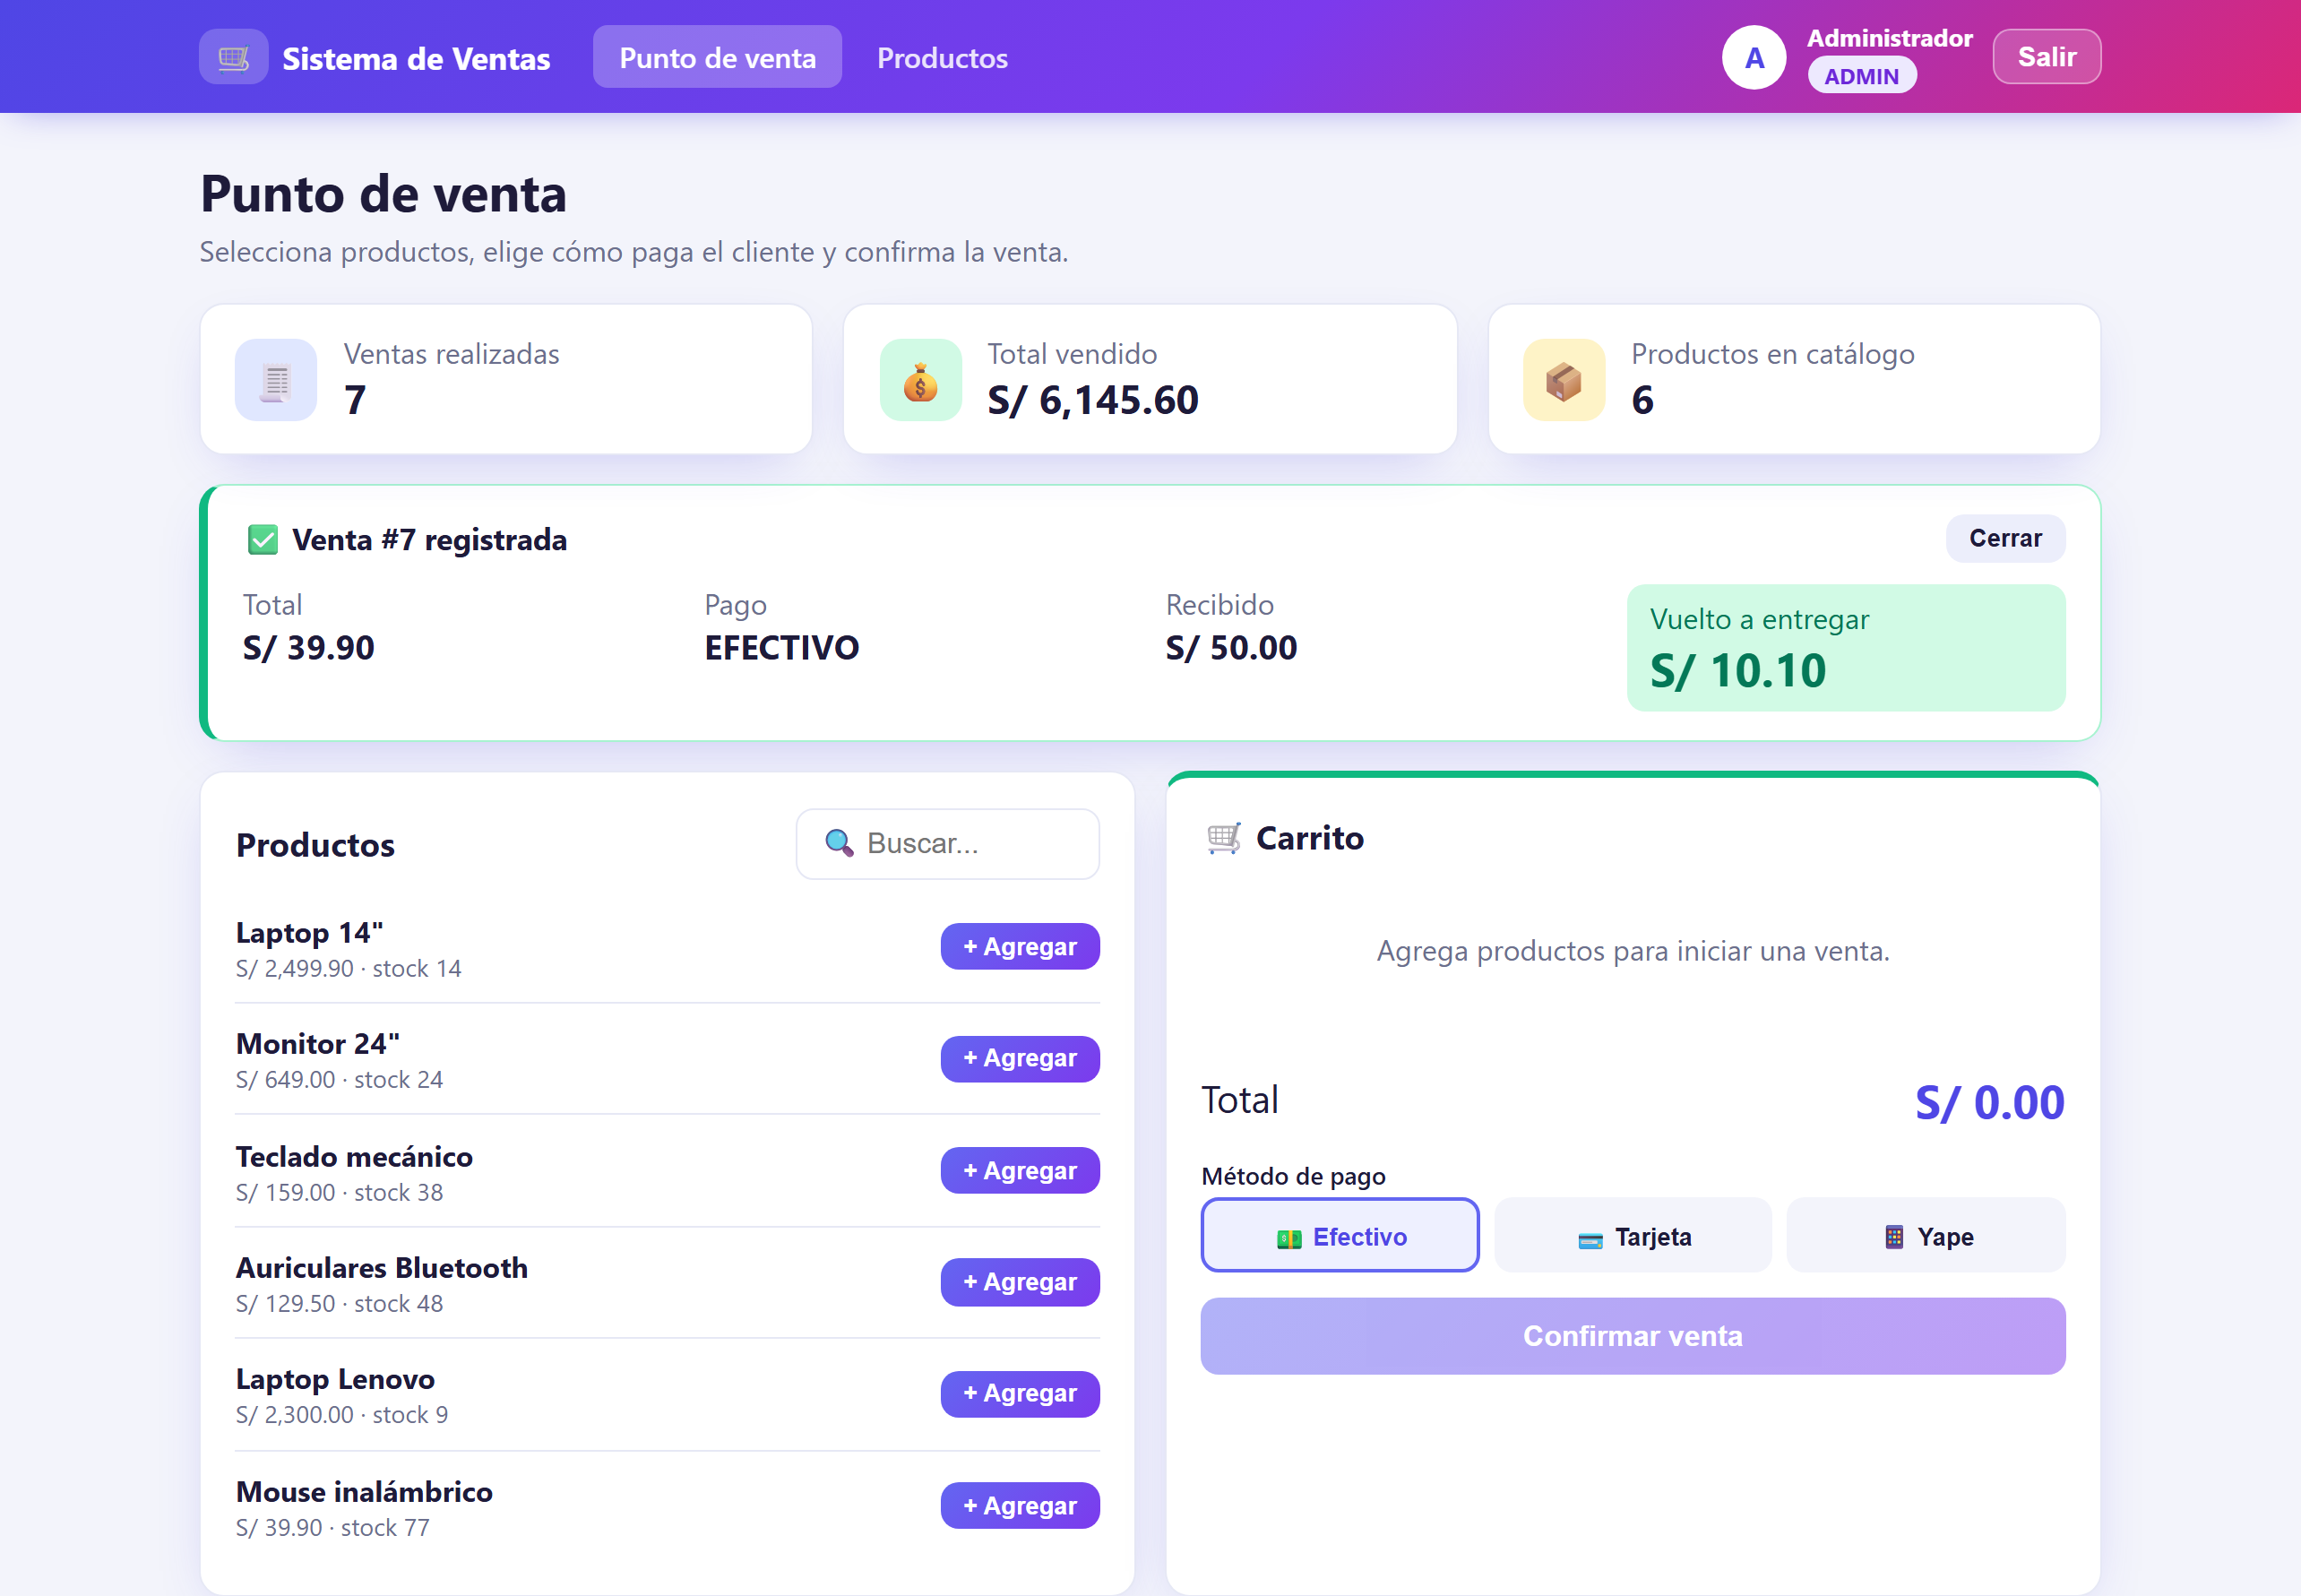 Sistema de Ventas
Punto de venta
Productos
A
Administrador
ADMIN
Salir
Punto de venta
Selecciona productos, elige cómo paga el cliente y confirma la venta.
Ventas realizadas
7
Total vendido
S/ 6,145.60
Productos en catálogo
6
Venta #7 registrada
Cerrar
Total
S/ 39.90
Pago
EFECTIVO
Recibido
S/ 50.00
Vuelto a entregar
S/ 10.10
Productos
Buscar...
Laptop 14"
S/ 2,499.90 · stock 14
+ Agregar
Monitor 24"
S/ 649.00 · stock 24
+ Agregar
Teclado mecánico
S/ 159.00 · stock 38
+ Agregar
Auriculares Bluetooth
S/ 129.50 · stock 48
+ Agregar
Laptop Lenovo
S/ 2,300.00 · stock 9
+ Agregar
Mouse inalámbrico
S/ 39.90 · stock 77
+ Agregar
Carrito
Agrega productos para iniciar una venta.
Total
S/ 0.00
Método de pago
Efectivo
Tarjeta
Yape
Confirmar venta